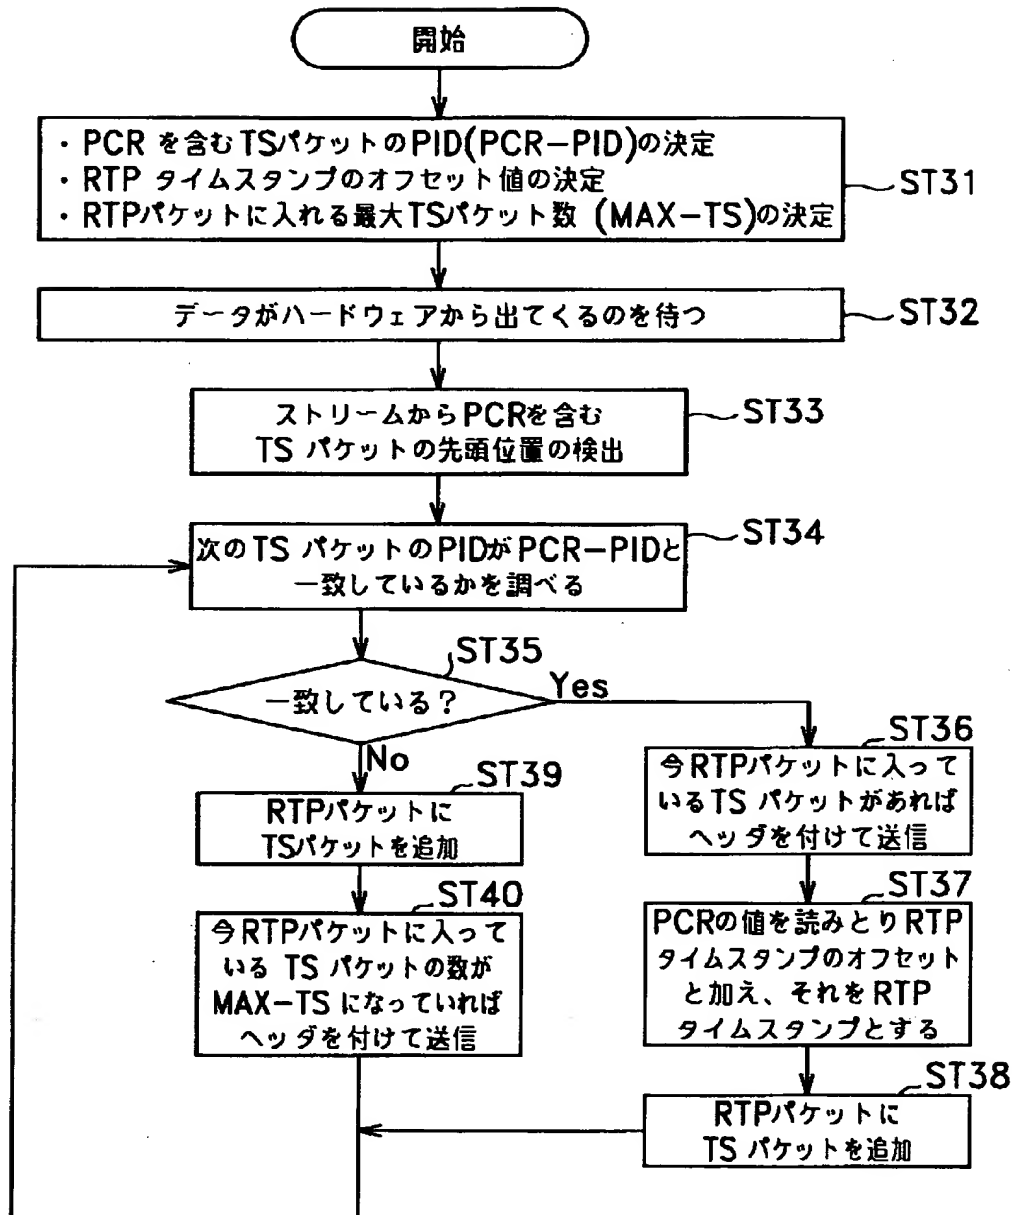 開始
・PCR を含むTSパケットのPID(PCR-PID)の決定
・RTP タイムスタンプのオフセット値の決定
・RTPパケットに入れる最大TSパケット数 (MAX-TS)の決定
ST31
データがハードウェアから出てくるのを待つ
ST32
ストリームからPCRを含む
TS パケットの先頭位置の検出
ST33
次のTS パケットのPIDがPCR-PIDと
一致しているかを調べる
ST34
ST35
一致している?
Yes
No
ST36
今RTPパケットに入って
いるTS パケットがあれば
ヘッダを付けて送信
ST39
RTPパケットに
TSパケットを追加
ST37
PCRの値を読みとりRTP
タイムスタンプのオフセット
と加え、それをRTP
タイムスタンプとする
ST40
今RTPパケットに入って
いる TS パケットの数が
MAX-TSになっていれば
ヘッダを付けて送信
ST38
RTPパケットに
TS パケットを追加